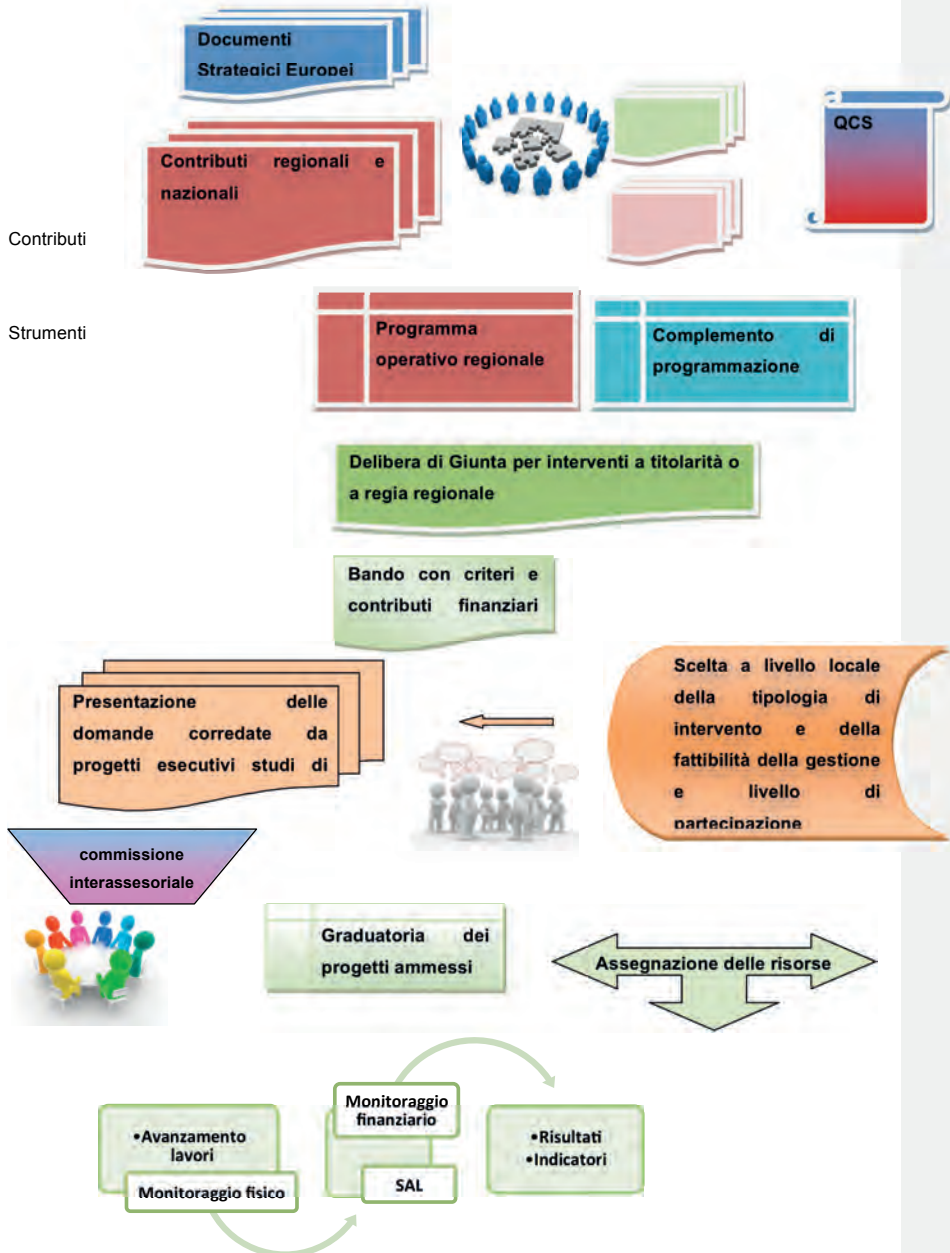 Documenti
Strategici Europei
QCS
Contributi regionali e
nazionali
Contributi
Strumenti
Programma
operativo regionale
Complemento di
programmazione
Delibera di Giunta per interventi a titolarità o
a regia regionale
Bando con criteri e
contributi finanziari
Presentazione delle
domande corredate da
progetti esecutivi studi di
Scelta a livello locale
della tipologia di
intervento e della
fattibilità della gestione
e livello di
partecipazione
commissione
interassesoriale
Graduatoria dei
progetti ammessi
Assegnazione delle risorse
•Avanzamento
lavori
Monitoraggio fisico
Monitoraggio
finanziario
SAL
•Risultati
•Indicatori